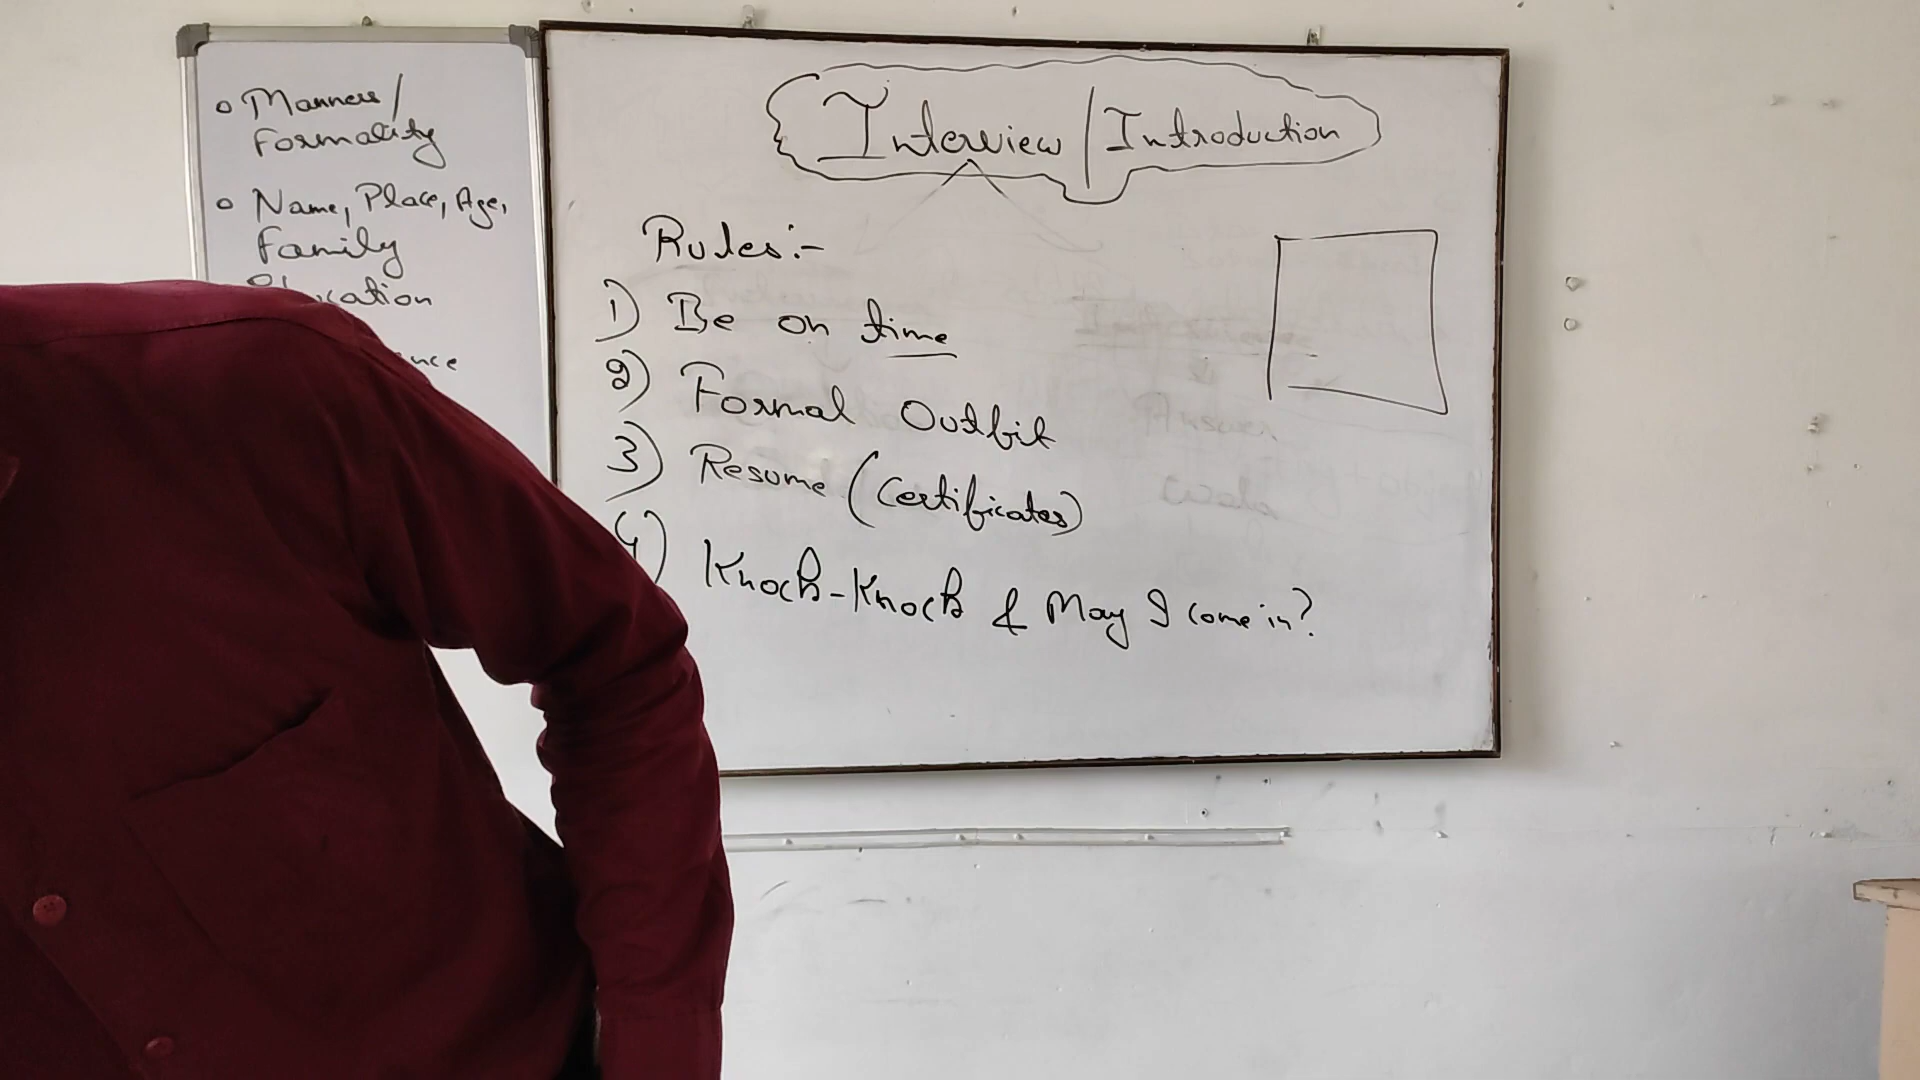 o Manners/
Formality
o Name, Place, Age,
Family
Interview | Introduction
Rules:-
1) Be on time
2) Formal Outfit
3) Resume (Certificates)
4) Knock-Knock & May I come in?